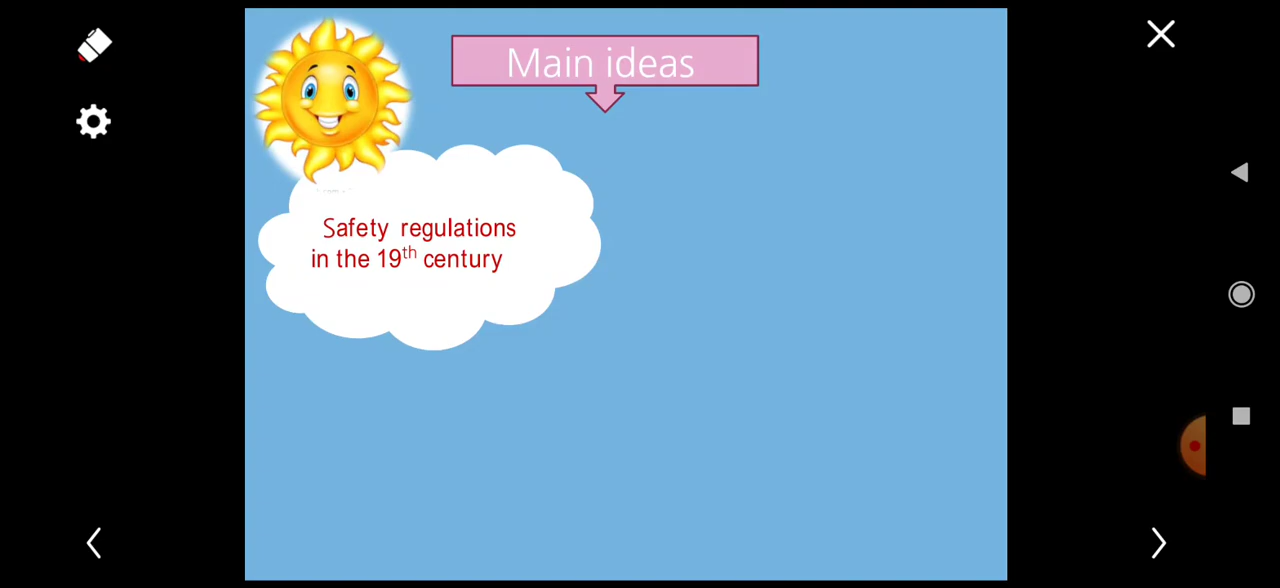 Main ideas
Safety regulations
in the 19th century